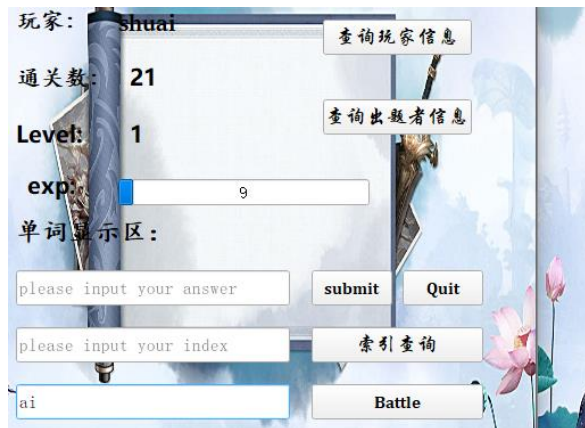 玩家: shuai 查询玩家信息
通关数: 21
查询出题者信息
Level: 1
exp: 9
单词显示区:
please input your answer submit Quit
please input your index 索引查询
ai Battle